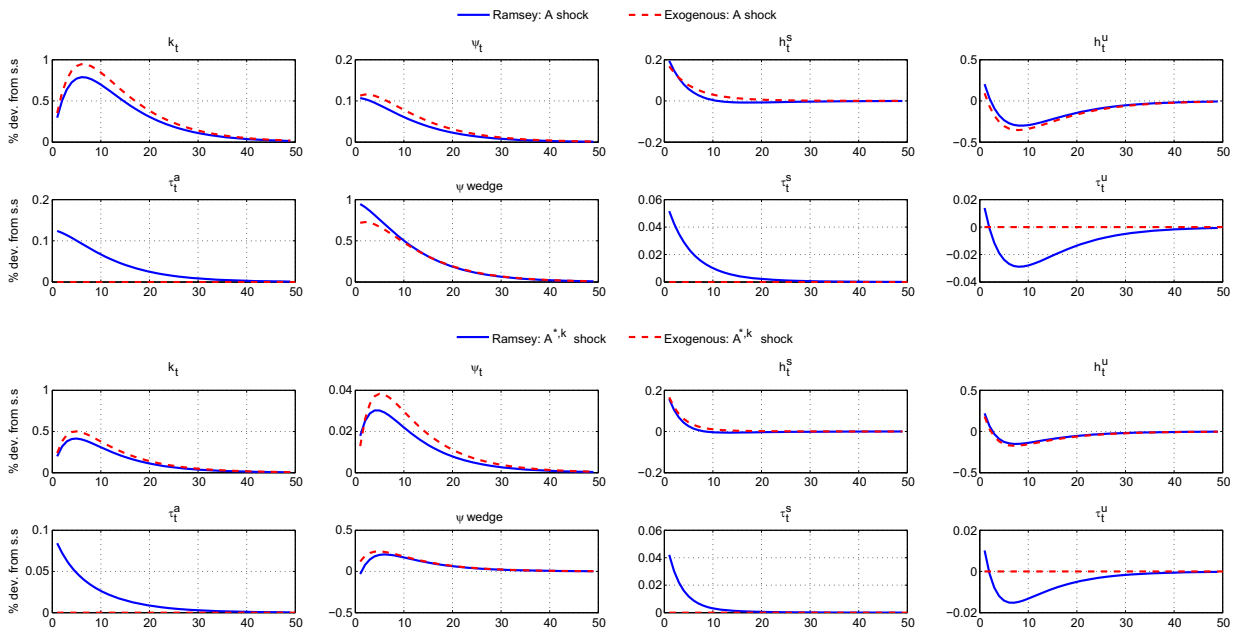 Ramsey: A shock Exogenous: A shock
k_t ψ_t h_t^s h_t^u
% dev. from s.s
1 0.5 0
0.2 0.1 0
0.2 0 −0.2
0.5 0 −0.5
0 10 20 30 40 50 0 10 20 30 40 50 0 10 20 30 40 50 0 10 20 30 40 50
τ_t^a ψ wedge τ_t^s τ_t^u
% dev. from s.s
0.2 0.1 0
1 0.5 0
0.06 0.04 0.02 0
0.02 0 −0.02 −0.04
0 10 20 30 40 50 0 10 20 30 40 50 0 10 20 30 40 50 0 10 20 30 40 50
Ramsey: A^{*,k} shock Exogenous: A^{*,k} shock
k_t ψ_t h_t^s h_t^u
% dev. from s.s
1 0.5 0
0.04 0.02 0
0.2 0 −0.2
0.5 0 −0.5
0 10 20 30 40 50 0 10 20 30 40 50 0 10 20 30 40 50 0 10 20 30 40 50
τ_t^a ψ wedge τ_t^s τ_t^u
% dev. from s.s
0.1 0.05 0
0.5 0 −0.5
0.06 0.04 0.02 0
0.02 0 −0.02
0 10 20 30 40 50 0 10 20 30 40 50 0 10 20 30 40 50 0 10 20 30 40 50